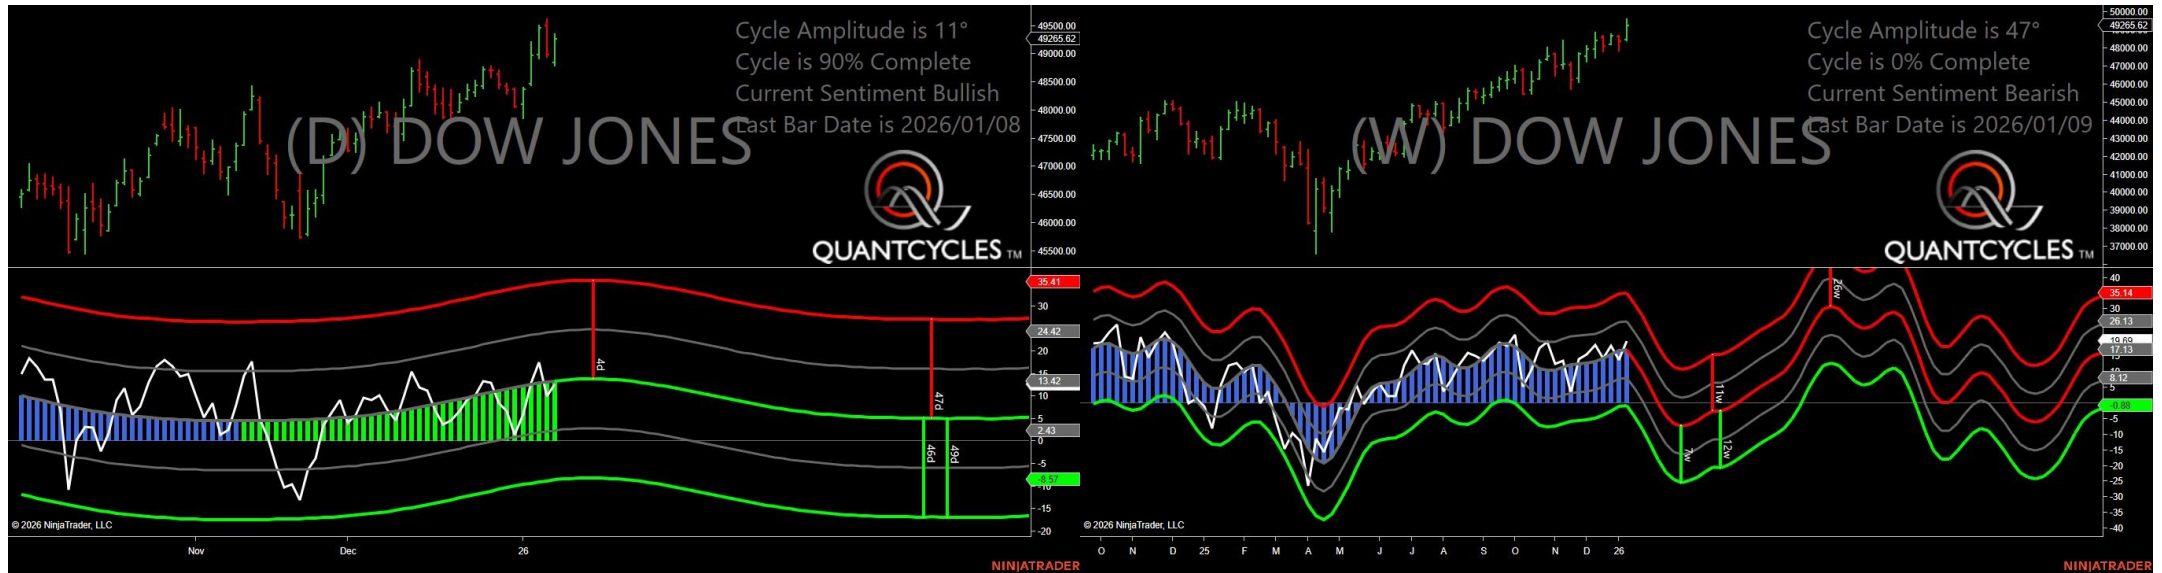 Cycle Amplitude is 11°
Cycle is 90% Complete
Current Sentiment Bullish
Last Bar Date is 2026/01/08
(D) DOW JONES
QUANTCYCLES TM
49500.00
49265.62
49000.00
48500.00
48000.00
47500.00
47000.00
46500.00
46000.00
45500.00
35.41
30
24.42
20
15
13.42
10
5
2.43
0
-5
-8.57
-10
-15
-20
4d
47d
46d
49d
© 2026 NinjaTrader, LLC
Nov
Dec
26
NINJATRADER
Cycle Amplitude is 47°
Cycle is 0% Complete
Current Sentiment Bearish
Last Bar Date is 2026/01/09
(W) DOW JONES
QUANTCYCLES TM
50000.00
49265.62
48000.00
47000.00
46000.00
45000.00
44000.00
43000.00
42000.00
41000.00
40000.00
39000.00
38000.00
37000.00
40
35.14
30
26.13
19.69
17.13
15
8.12
5
-0.88
-5
-10
-15
-20
-25
-30
-35
-40
26w
11w
7w
12w
© 2026 NinjaTrader, LLC
O
N
D
25
F
M
A
M
J
J
A
S
O
N
D
26
NINJATRADER